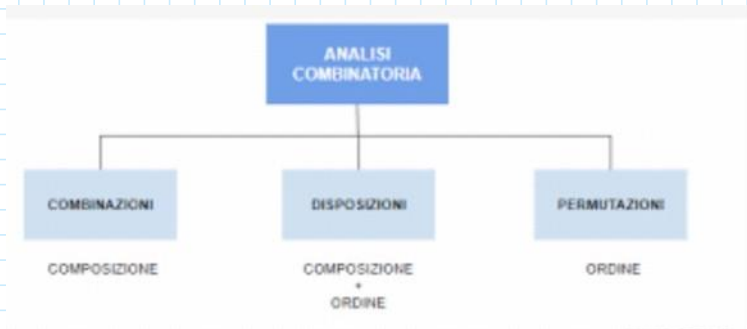 ANALISI
COMBINATORIA
COMBINAZIONI
DISPOSIZIONI
PERMUTAZIONI
COMPOSIZIONE
COMPOSIZIONE
+
ORDINE
ORDINE